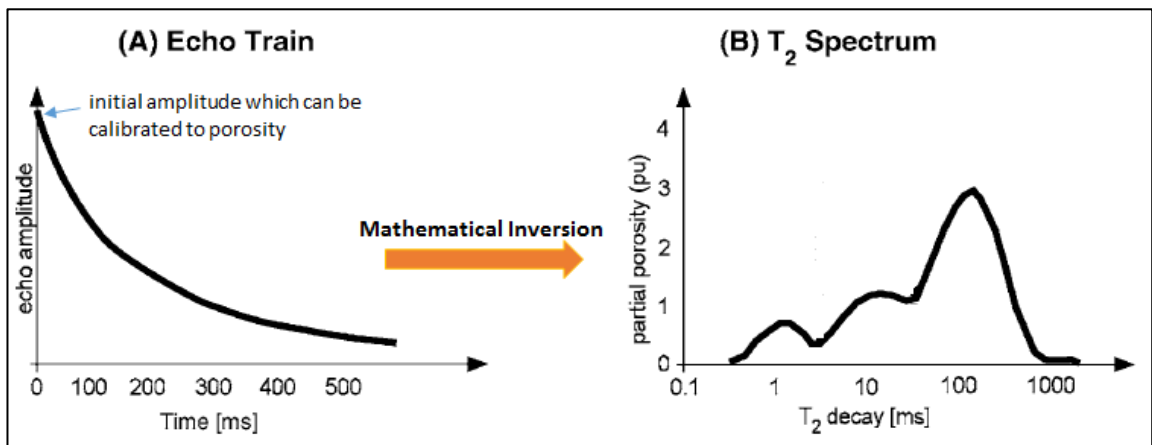 (A) Echo Train
initial amplitude which can be
calibrated to porosity
echo amplitude
0 100 200 300 400 500
Time [ms]
Mathematical Inversion
(B) T₂ Spectrum
partial porosity (pu)
4
3
2
1
0
0.1 1 10 100 1000
T₂ decay [ms]